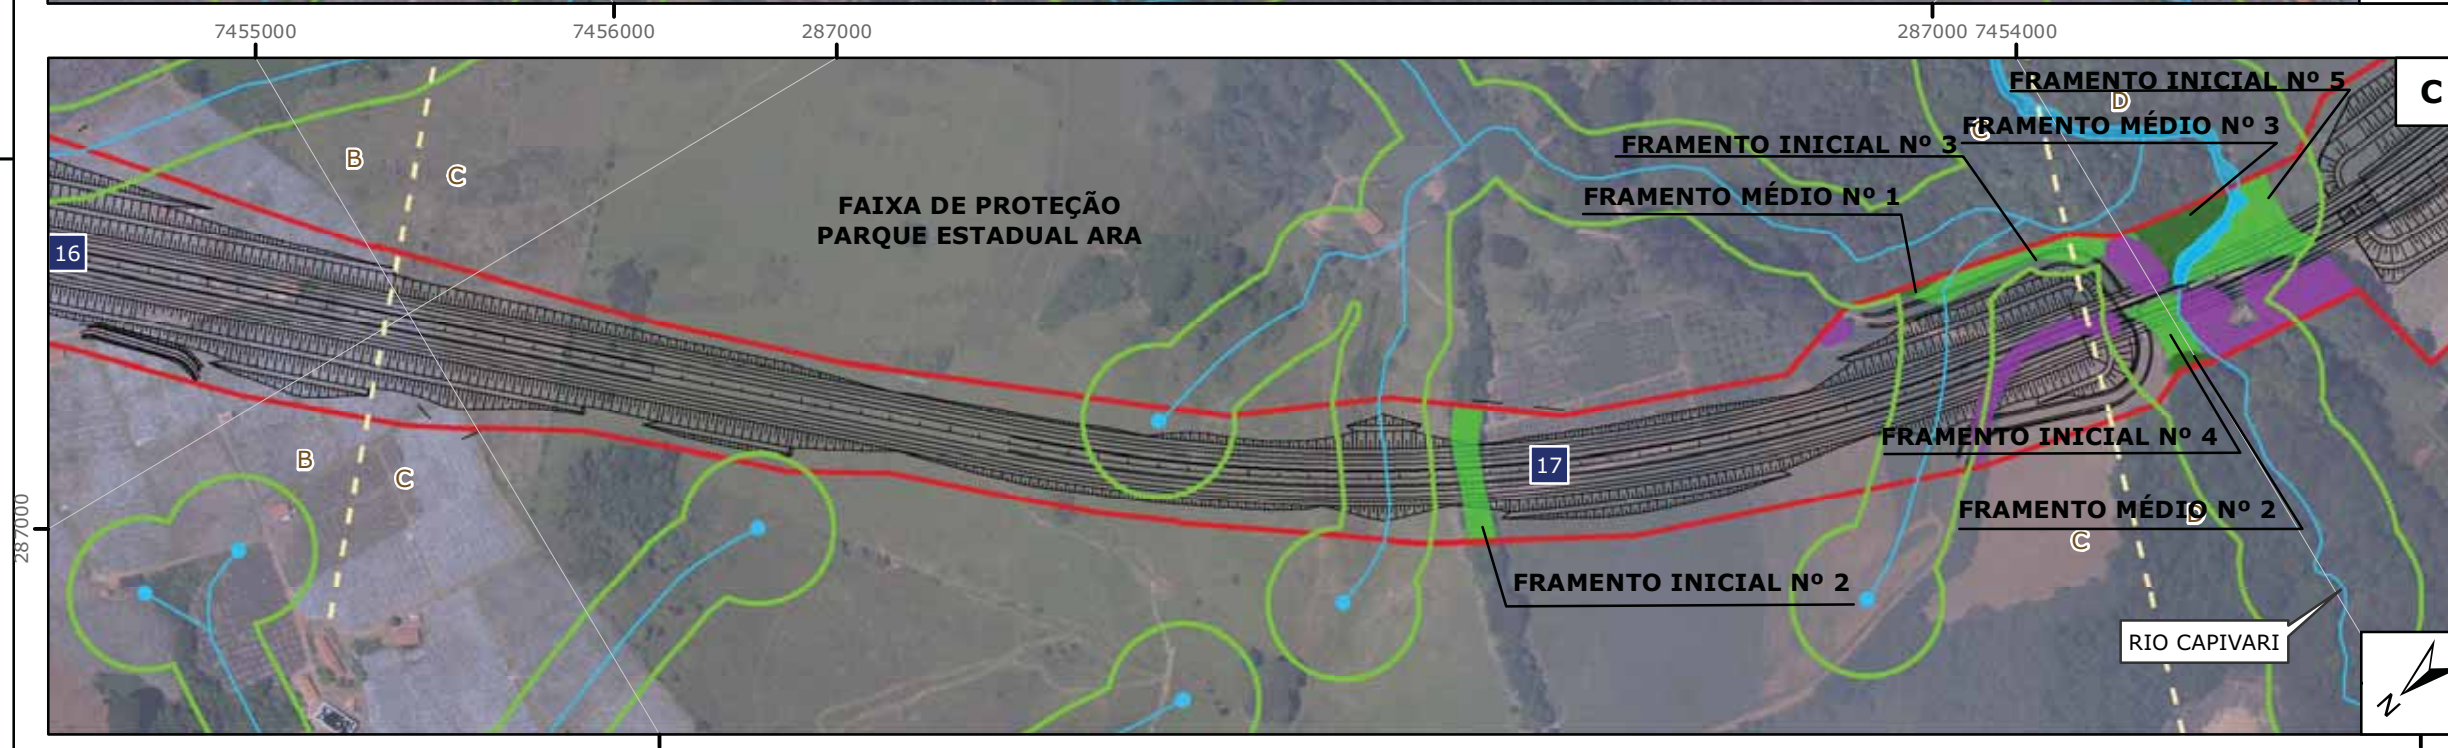 7455000
7456000
287000
287000 7454000
FRAMENTO INICIAL Nº 5
C
D
FRAMENTO MÉDIO Nº 3
C
FRAMENTO INICIAL Nº 3
B
C
FRAMENTO MÉDIO Nº 1
FAIXA DE PROTEÇÃO
PARQUE ESTADUAL ARA
16
FRAMENTO INICIAL Nº 4
B
C
17
FRAMENTO MÉDIO Nº 2
D
C
287000
FRAMENTO INICIAL Nº 2
RIO CAPIVARI
N